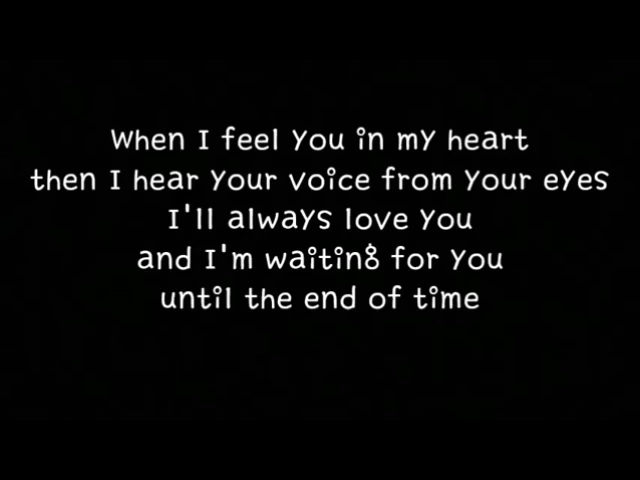 When I feel you in my heart
then I hear your voice from your eyes
I'll always love you
and I'm waiting for you
until the end of time